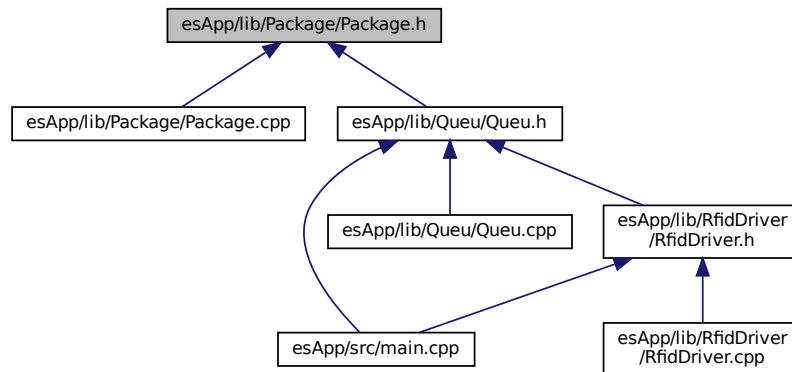 esApp/lib/Package/Package.h
esApp/lib/Package/Package.cpp
esApp/lib/Queu/Queu.h
esApp/lib/Queu/Queu.cpp
esApp/lib/RfidDriver
/RfidDriver.h
esApp/src/main.cpp
esApp/lib/RfidDriver
/RfidDriver.cpp